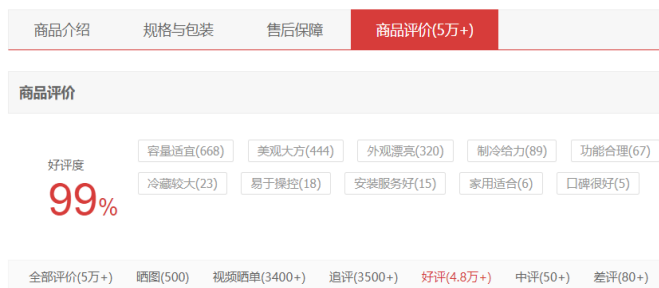 商品介绍 规格与包装 售后保障 商品评价(5万+)
商品评价
好评度
99%
容量适宜(668) 美观大方(444) 外观漂亮(320) 制冷给力(89) 功能合理(67)
冷藏较大(23) 易于操控(18) 安装服务好(15) 家用适合(6) 口碑很好(5)
全部评价(5万+) 晒图(500) 视频晒单(3400+) 追评(3500+) 好评(4.8万+) 中评(50+) 差评(80+)